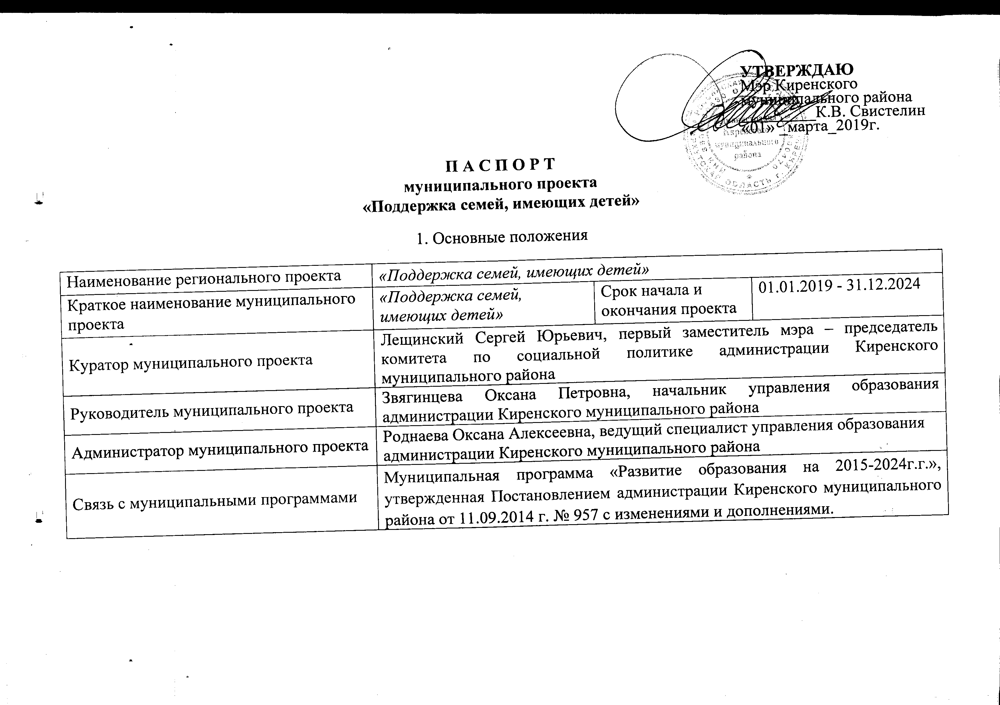 УТВЕРЖДАЮ
Мэр Киренского
муниципального района
К.В. Свистелин
«01» _ марта_2019г.
Киренского
муниципального
района
ОБЛАСТЬ Г.
П А С П О Р Т
муниципального проекта
«Поддержка семей, имеющих детей»
1. Основные положения
Наименование регионального проекта
«Поддержка семей, имеющих детей»
Краткое наименование муниципального
проекта
«Поддержка семей,
имеющих детей»
Срок начала и
окончания проекта
01.01.2019 - 31.12.2024
Куратор муниципального проекта
Лещинский Сергей Юрьевич, первый заместитель мэра – председатель
комитета по социальной политике администрации Киренского
муниципального района
Руководитель муниципального проекта
Звягинцева Оксана Петровна, начальник управления образования
администрации Киренского муниципального района
Администратор муниципального проекта
Роднаева Оксана Алексеевна, ведущий специалист управления образования
администрации Киренского муниципального района
Связь с муниципальными программами
Муниципальная программа «Развитие образования на 2015-2024г.г.»,
утвержденная Постановлением администрации Киренского муниципального
района от 11.09.2014 г. № 957 с изменениями и дополнениями.